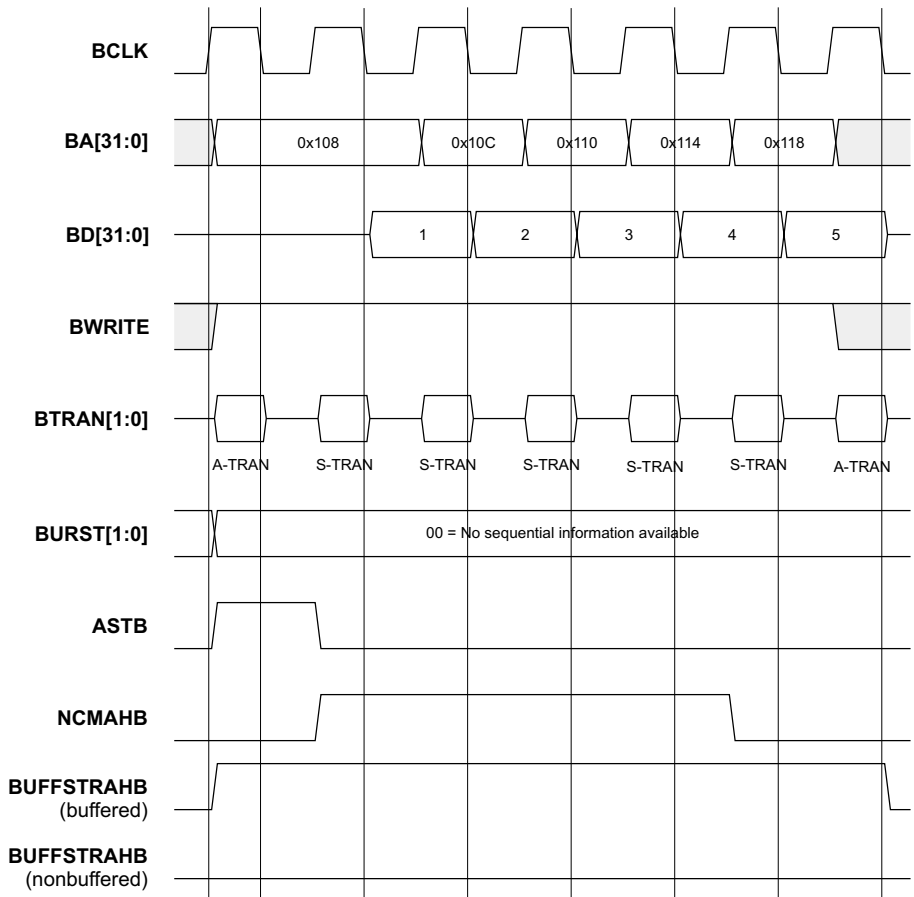 BCLK
BA[31:0]
0x108
0x10C
0x110
0x114
0x118
BD[31:0]
1
2
3
4
5
BWRITE
BTRAN[1:0]
A-TRAN
S-TRAN
S-TRAN
S-TRAN
S-TRAN
S-TRAN
A-TRAN
BURST[1:0]
00 = No sequential information available
ASTB
NCMAHB
BUFFSTRAHB
(buffered)
BUFFSTRAHB
(nonbuffered)